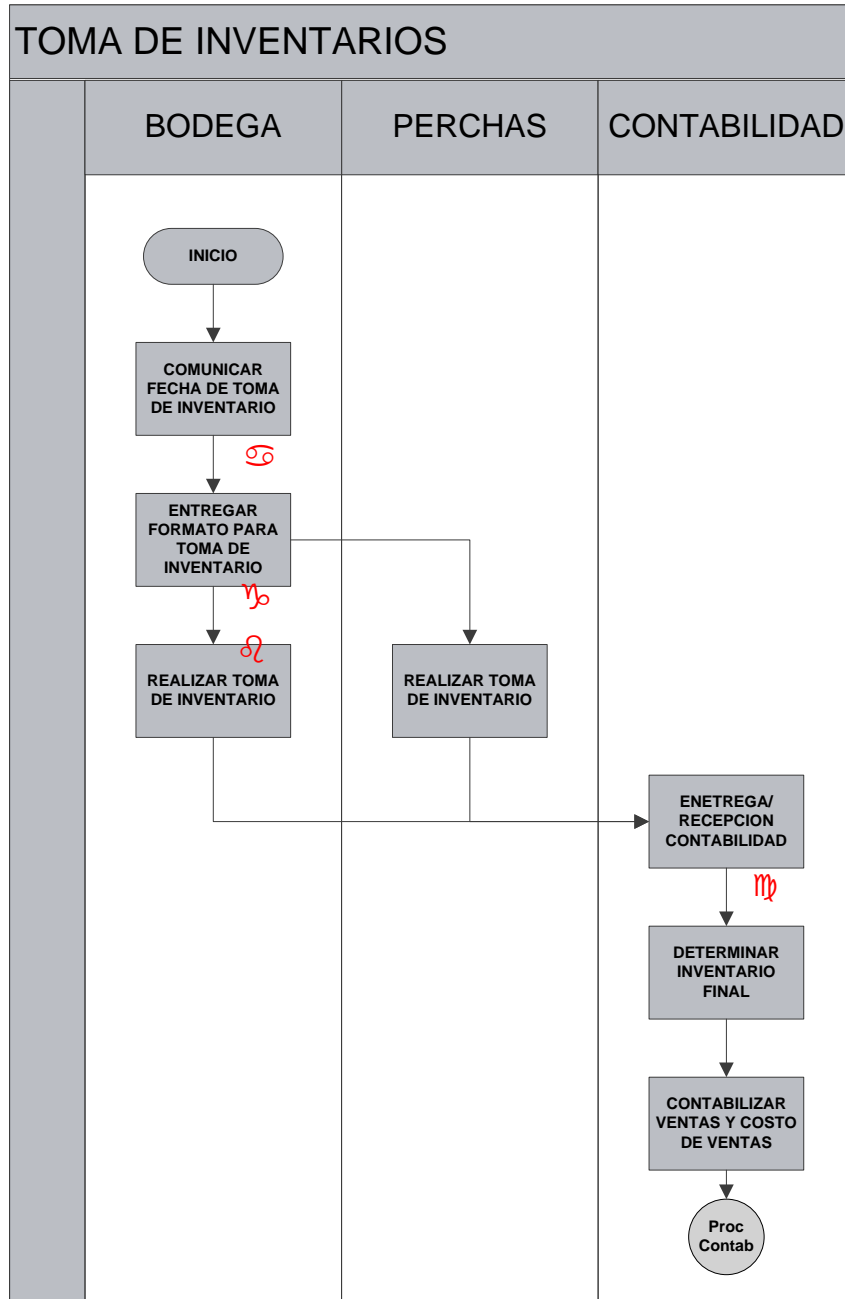 TOMA DE INVENTARIOS
BODEGA
PERCHAS
CONTABILIDAD
INICIO
COMUNICAR
FECHA DE TOMA
DE INVENTARIO
♋
ENTREGAR
FORMATO PARA
TOMA DE
INVENTARIO
♑
♌
REALIZAR TOMA
DE INVENTARIO
REALIZAR TOMA
DE INVENTARIO
ENETREGA/
RECEPCION
CONTABILIDAD
♍
DETERMINAR
INVENTARIO
FINAL
CONTABILIZAR
VENTAS Y COSTO
DE VENTAS
Proc
Contab